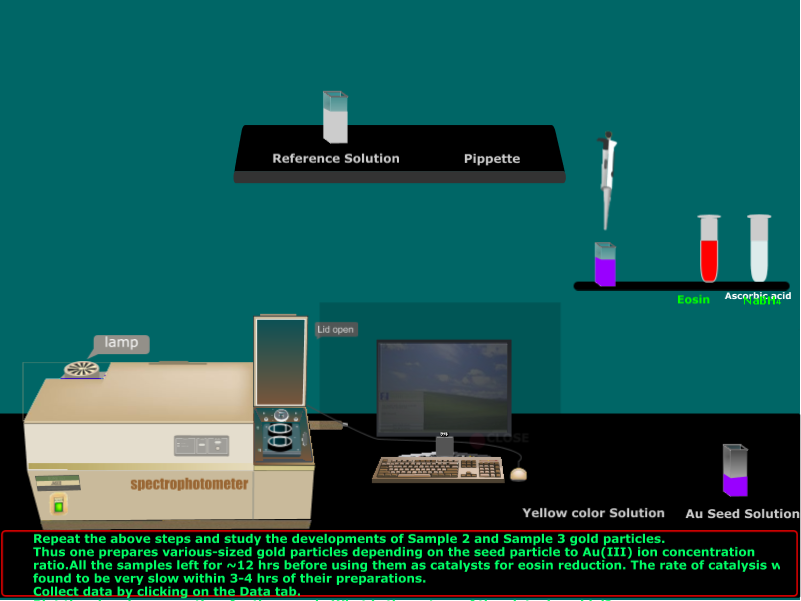 Reference Solution
Pippette
Eosin
Ascorbic acid
NaBH4
lamp
Lid open
CLOSE
spectrophotometer
Yellow color Solution
Au Seed Solution
Repeat the above steps and study the developments of Sample 2 and Sample 3 gold particles.
Thus one prepares various-sized gold particles depending on the seed particle to Au(III) ion concentration
ratio.All the samples left for ~12 hrs before using them as catalysts for eosin reduction. The rate of catalysis w
found to be very slow within 3-4 hrs of their preparations.
Collect data by clicking on the Data tab.